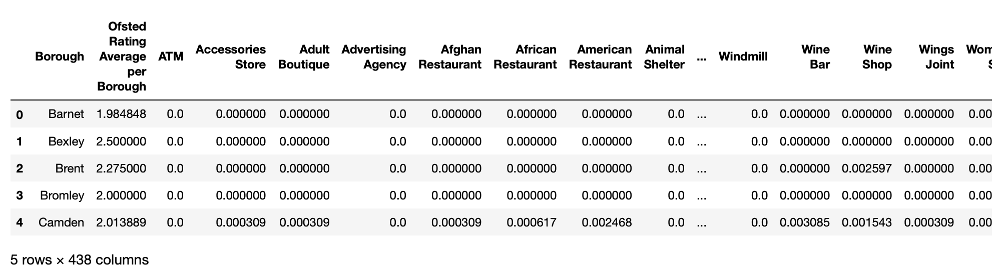 Borough Ofsted Rating Average per Borough ATM Accessories Store Adult Boutique Advertising Agency Afghan Restaurant African Restaurant American Restaurant Animal Shelter ... Windmill Wine Bar Wine Shop Wings Joint
0 Barnet 1.984848 0.0 0.000000 0.000000 0.0 0.000000 0.000000 0.000000 0.0 ... 0.0 0.000000 0.000000 0.000000 0.00
1 Bexley 2.500000 0.0 0.000000 0.000000 0.0 0.000000 0.000000 0.000000 0.0 ... 0.0 0.000000 0.000000 0.000000 0.00
2 Brent 2.275000 0.0 0.000000 0.000000 0.0 0.000000 0.000000 0.000000 0.0 ... 0.0 0.000000 0.002597 0.000000 0.00
3 Bromley 2.000000 0.0 0.000000 0.000000 0.0 0.000000 0.000000 0.000000 0.0 ... 0.0 0.000000 0.000000 0.000000 0.00
4 Camden 2.013889 0.0 0.000309 0.000309 0.0 0.000309 0.000617 0.002468 0.0 ... 0.0 0.003085 0.001543 0.000309 0.00
5 rows × 438 columns